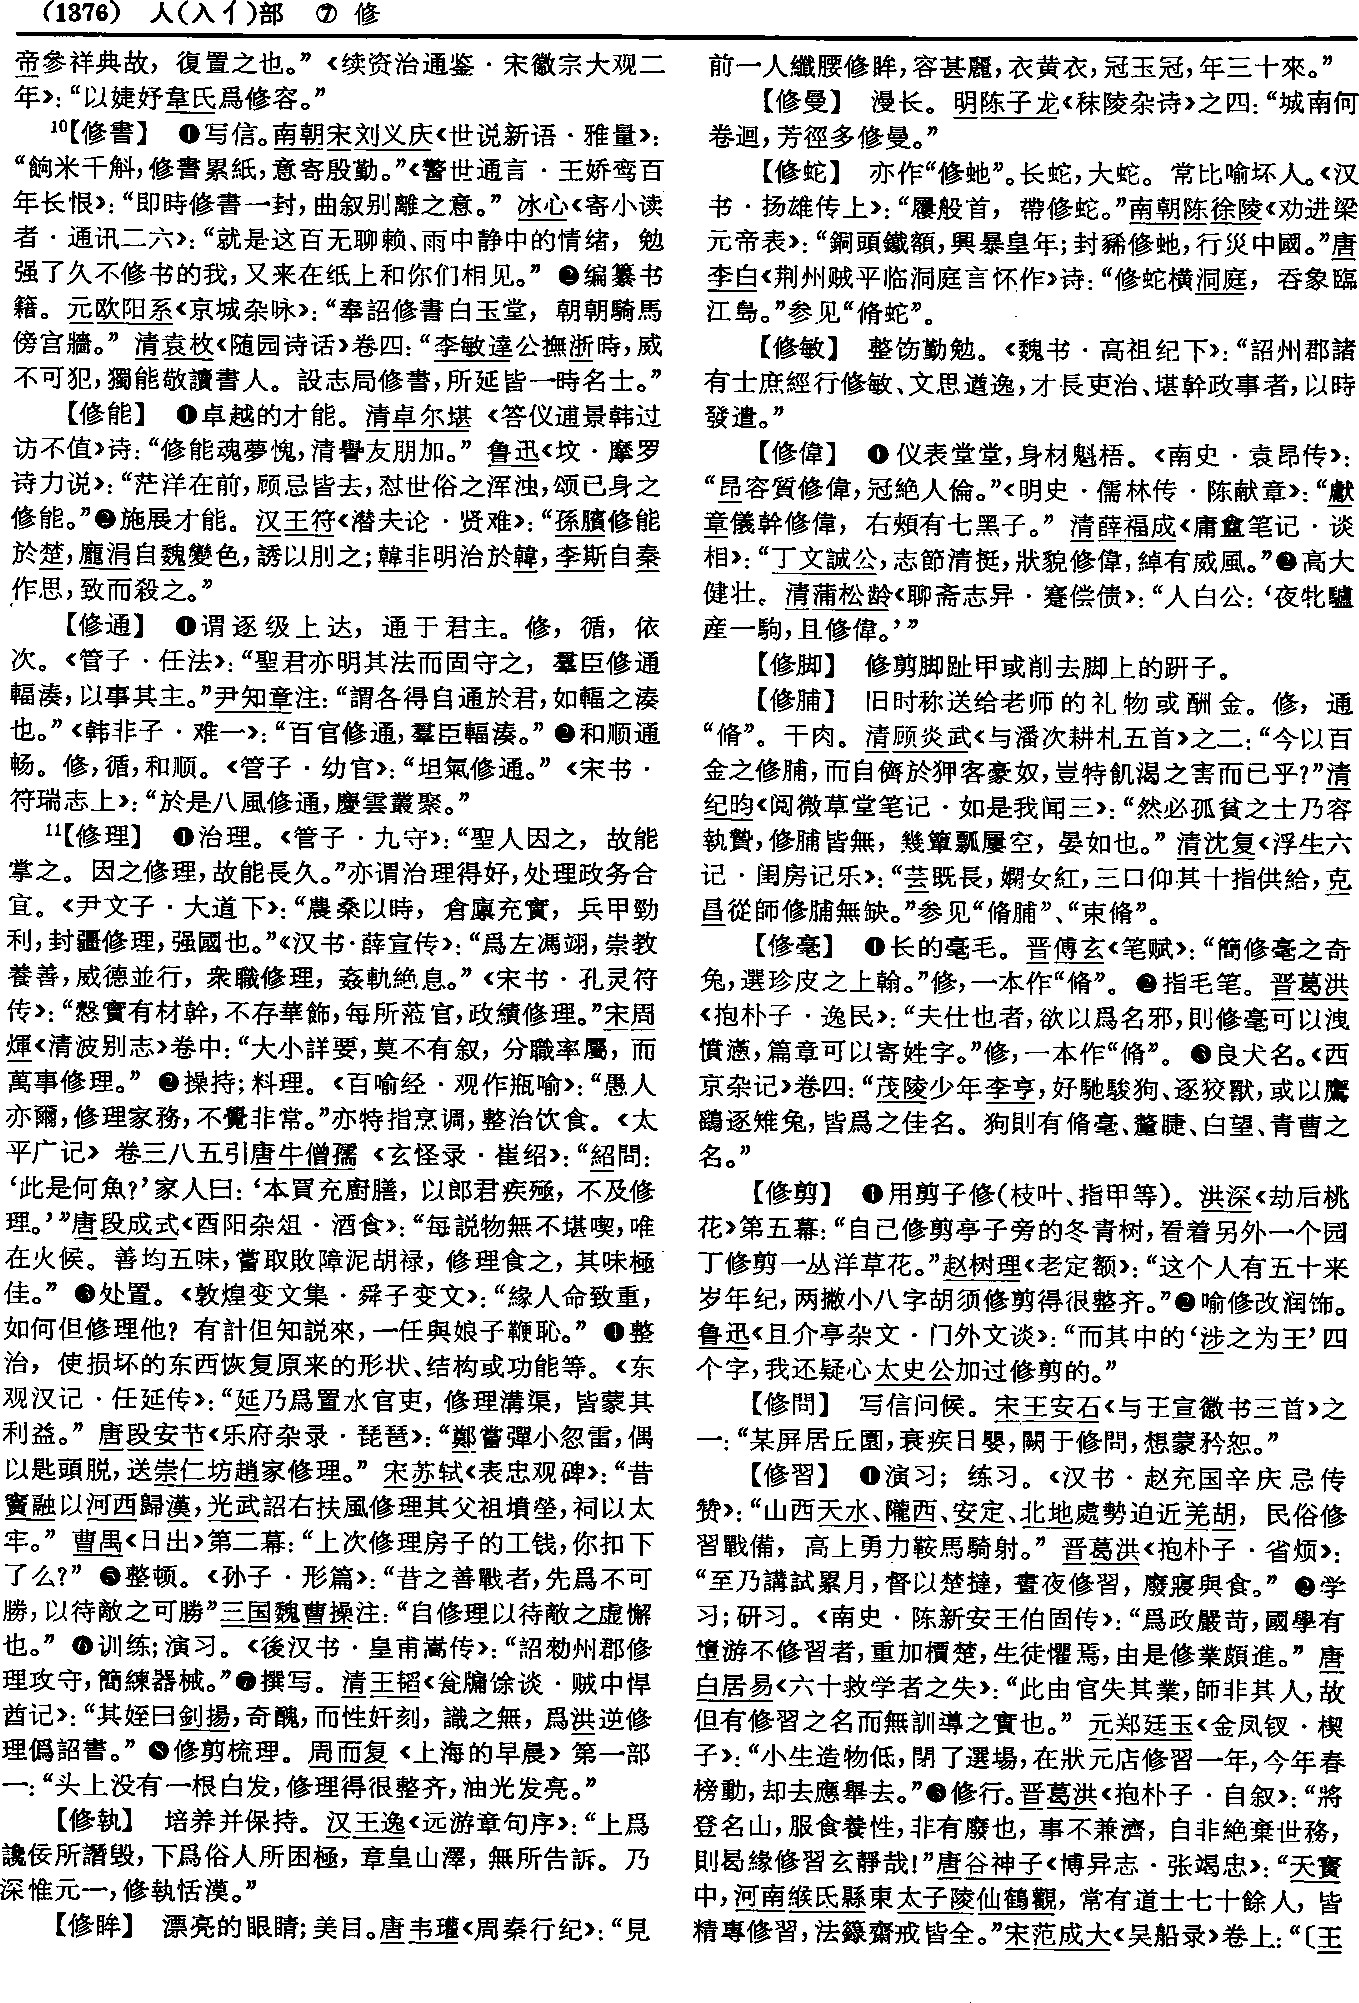 (1376) 人(入亻)部 ⑦ 修
帝参祥典故，復置之也。”《续资治通鉴·宋徽宗大观二
年》：“以婕妤韋氏爲修容。”
10【修書】 ❶写信。南朝宋刘义庆《世说新语·雅量》：
“餉米千斛，修書累紙，意寄殷勤。”《警世通言·王娇鸾百
年长恨》：“即時修書一封，曲叙别離之意。” 冰心《寄小读
者·通讯二六》：“就是这百无聊赖、雨中静中的情绪，勉
强了久不修书的我，又来在纸上和你们相见。” ❷编纂书
籍。元欧阳系《京城杂咏》：“奉詔修書白玉堂，朝朝騎馬
傍宫牆。” 清袁枚《随园诗话》卷四：“李敏達公撫浙時，威
不可犯，獨能敬讀書人。設志局修書，所延皆一時名士。”
【修能】 ❶卓越的才能。清卓尔堪《答仪逋景韩过
访不值》诗：“修能魂夢愧，清譽友朋加。” 鲁迅《坟·摩罗
诗力说》：“茫洋在前，顾忌皆去，怼世俗之浑浊，颂己身之
修能。”❷施展才能。汉王符《潜夫论·贤难》：“孫臏修能
於楚，龐涓自魏變色，誘以刖之；韓非明治於韓，李斯自秦
作思，致而殺之。”
【修通】 ❶谓逐级上达，通于君主。修，循，依
次。《管子·任法》：“聖君亦明其法而固守之，羣臣修通
輻湊，以事其主。”尹知章注：“謂各得自通於君，如輻之湊
也。”《韩非子·难一》：“百官修通，羣臣輻湊。” ❷和顺通
畅。修，循，和顺。《管子·幼官》：“坦氣修通。” 《宋书·
符瑞志上》：“於是八風修通，慶雲叢聚。”
11【修理】 ❶治理。《管子·九守》：“聖人因之，故能
掌之。因之修理，故能長久。”亦谓治理得好，处理政务合
宜。《尹文子·大道下》：“農桑以時，倉廩充實，兵甲勁
利，封疆修理，强國也。”《汉书·薛宣传》：“爲左馮翊，崇教
養善，威德並行，衆職修理，姦軌絶息。” 《宋书·孔灵符
传》：“慤實有材幹，不存華飾，每所蒞官，政績修理。”宋周
煇《清波别志》卷中：“大小詳要，莫不有叙，分職率屬，而
萬事修理。” ❷操持；料理。《百喻经·观作瓶喻》：“愚人
亦爾，修理家務，不覺非常。”亦特指烹调，整治饮食。《太
平广记》卷三八五引唐牛僧孺《玄怪录·崔绍》：“紹問：
‘此是何魚？’家人曰：‘本買充廚膳，以郎君疾殛，不及修
理。’”唐段成式《酉阳杂俎·酒食》：“每説物無不堪喫，唯
在火候。善均五味，嘗取敗障泥胡禄，修理食之，其味極
佳。” ❸处置。《敦煌变文集·舜子变文》：“緣人命致重，
如何但修理他？有計但知説來，一任與娘子鞭恥。” ❹整
治，使损坏的东西恢复原来的形状、结构或功能等。《东
观汉记·任延传》：“延乃爲置水官吏，修理溝渠，皆蒙其
利益。” 唐段安节《乐府杂录·琵琶》：“鄭嘗彈小忽雷，偶
以匙頭脱，送崇仁坊趙家修理。” 宋苏轼《表忠观碑》：“昔
竇融以河西歸漢，光武詔右扶風修理其父祖墳塋，祠以太
牢。” 曹禺《日出》第二幕：“上次修理房子的工钱，你扣下
了么？” ❺整顿。《孙子·形篇》：“昔之善戰者，先爲不可
勝，以待敵之可勝”三国魏曹操注：“自修理以待敵之虚懈
也。” ❻训练；演习。《後汉书·皇甫嵩传》：“詔勑州郡修
理攻守，簡練器械。”❼撰写。清王韬《瓮牖馀谈·贼中悍
酋记》：“其姪曰釗揚，奇醜，而性奸刻，識之無，爲洪逆修
理僞詔書。” ❽修剪梳理。周而复《上海的早晨》第一部
一：“头上没有一根白发，修理得很整齐，油光发亮。”
【修執】 培养并保持。汉王逸《远游章句序》：“上爲
讒佞所譖毁，下爲俗人所困極，章皇山澤，無所告訴。乃
深惟元一，修執恬漠。”
【修眸】 漂亮的眼睛；美目。唐韦瓘《周秦行纪》：“見
前一人纖腰修眸，容甚麗，衣黄衣，冠玉冠，年三十來。”
【修曼】 漫长。明陈子龙《秣陵杂诗》之四：“城南何
卷迴，芳徑多修曼。”
【修蛇】 亦作“修虵”。长蛇，大蛇。常比喻坏人。《汉
书·扬雄传上》：“屨般首，帶修蛇。”南朝陈徐陵《劝进梁
元帝表》：“銅頭鐵額，興暴皇年；封豨修虵，行災中國。”唐
李白《荆州贼平临洞庭言怀作》诗：“修蛇横洞庭，吞象臨
江島。”参见“脩蛇”。
【修敏】 整饬勤勉。《魏书·高祖纪下》：“詔州郡諸
有士庶經行修敏、文思遒逸，才長吏治、堪幹政事者，以時
發遣。”
【修偉】 ❶仪表堂堂，身材魁梧。《南史·袁昂传》：
“昂容質修偉，冠絶人倫。”《明史·儒林传·陈献章》：“獻
章儀幹修偉，右頰有七黑子。” 清薛福成《庸盦笔记·谈
相》：“丁文誠公，志節清挺，狀貌修偉，綽有威風。”❷高大
健壮。清蒲松龄《聊斋志异·蹇偿债》：“人白公：‘夜牝驢
産一駒，且修偉。’”
【修脚】 修剪脚趾甲或削去脚上的趼子。
【修脯】 旧时称送给老师的礼物或酬金。修，通
“脩”。干肉。清顾炎武《与潘次耕札五首》之二：“今以百
金之修脯，而自儕於狎客豪奴，豈特飢渴之害而已乎？”清
纪昀《阅微草堂笔记·如是我闻三》：“然必孤貧之士乃容
執贄，修脯皆無，幾簞瓢屢空，晏如也。” 清沈复《浮生六
记·闺房记乐》：“芸既長，嫻女紅，三口仰其十指供給，克
昌從師修脯無缺。”参见“脩脯”、“束脩”。
【修毫】 ❶长的毫毛。晋傅玄《笔赋》：“簡修毫之奇
兔，選珍皮之上翰。”修，一本作“脩”。 ❷指毛笔。晋葛洪
《抱朴子·逸民》：“夫仕也者，欲以爲名邪，則修毫可以洩
憤懣，篇章可以寄姓字。”修，一本作“脩”。 ❸良犬名。《西
京杂记》卷四：“茂陵少年李亨，好馳駿狗、逐狡獸，或以鷹
鷂逐雉兔，皆爲之佳名。狗則有脩毫、釐睫、白望、青曹之
名。”
【修剪】 ❶用剪子修(枝叶、指甲等)。洪深《劫后桃
花》第五幕：“自己修剪亭子旁的冬青树，看着另外一个园
丁修剪一丛洋草花。”赵树理《老定额》：“这个人有五十来
岁年纪，两撇小八字胡须修剪得很整齐。”❷喻修改润饰。
鲁迅《且介亭杂文·门外文谈》：“而其中的‘涉之为王’四
个字，我还疑心太史公加过修剪的。”
【修問】 写信问候。宋王安石《与王宣徽书三首》之
一：“某屏居丘園，衰疾日嬰，闕于修問，想蒙矜恕。”
【修習】 ❶演习；练习。《汉书·赵充国辛庆忌传
赞》：“山西天水、隴西、安定、北地處勢迫近羌胡，民俗修
習戰備，高上勇力鞍馬騎射。” 晋葛洪《抱朴子·省烦》：
“至乃講試累月，督以楚撻，晝夜修習，廢寢與食。” ❷学
习；研习。《南史·陈新安王伯固传》：“爲政嚴苛，國學有
墮游不修習者，重加檟楚，生徒懼焉，由是修業頗進。” 唐
白居易《六十救学者之失》：“此由官失其業，師非其人，故
但有修習之名而無訓導之實也。” 元郑廷玉《金凤钗·楔
子》：“小生造物低，閉了選場，在狀元店修習一年，今年春
榜動，却去應舉去。”❸修行。晋葛洪《抱朴子·自叙》：“將
登名山，服食養性，非有廢也，事不兼濟，自非絶棄世務，
則曷緣修習玄靜哉！”唐谷神子《博异志·张竭忠》：“天寶
中，河南緱氏縣東太子陵仙鶴觀，常有道士七十餘人，皆
精專修習，法籙齋戒皆全。”宋范成大《吴船录》卷上：“〔王